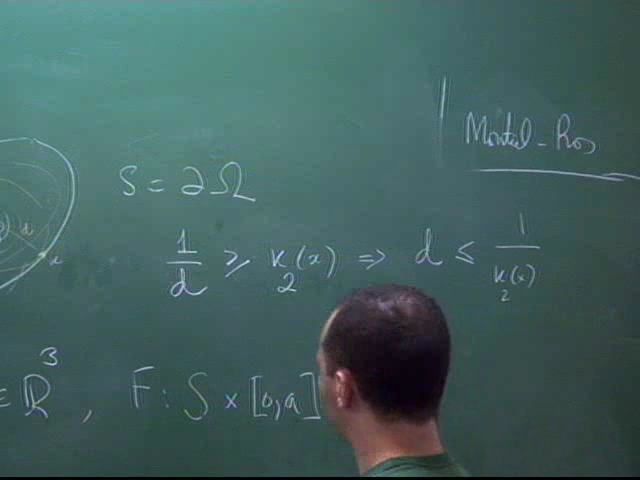 Montiel-Ros
S = ∂Ω
1/d ≥ k₂(x) => d ≤ 1/k₂(x)
d
x
∈ ℝ³, F : S × [0,a]